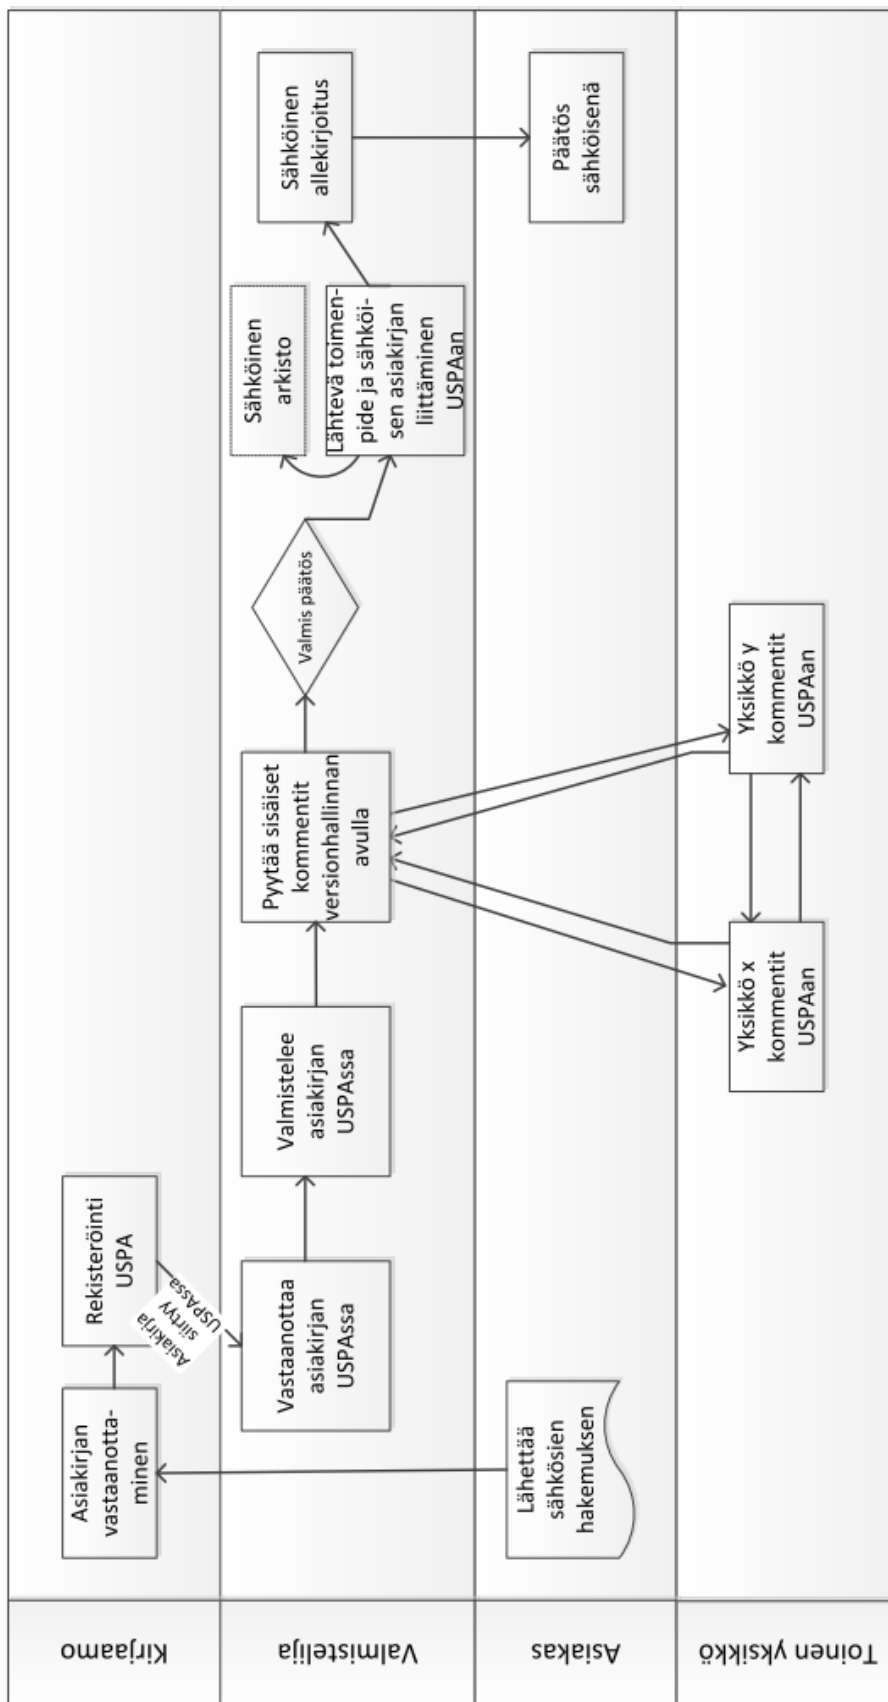 Kirjaamo
Asiakirjan
vastaanotta-
minen
Rekisteröinti
USPA
Asiakirja
siirtyy
USPAssa
Valmistelija
Vastaanottaa
asiakirjan
USPAssa
Valmistelee
asiakirjan
USPAssa
Pyytää sisäiset
kommentit
versionhallinnan
avulla
Valmis päätös
Sähköinen
arkisto
Lähtevä toimen-
pide ja sähköi-
sen asiakirjan
liittäminen
USPAan
Sähköinen
allekirjoitus
Asiakas
Lähettää
sähkösien
hakemuksen
Päätös
sähköisenä
Toinen yksikkö
Yksikkö x
kommentit
USPAan
Yksikkö y
kommentit
USPAan